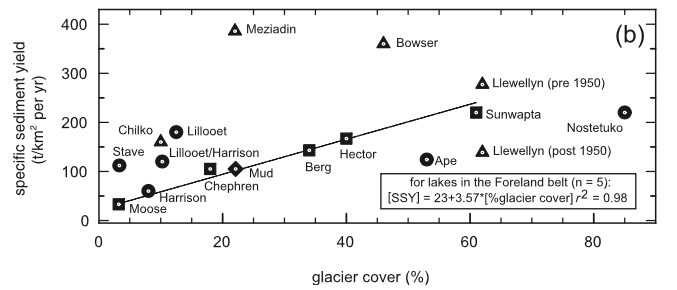 (b)
400
300
200
100
0
0
20
40
60
80
specific sediment yield
(t/km² per yr)
glacier cover (%)
Meziadin
Bowser
Llewellyn (pre 1950)
Chilko
Lillooet
Sunwapta
Nostetuko
Stave
Lillooet/Harrison
Hector
Llewellyn (post 1950)
Mud
Berg
Ape
Chephren
Harrison
Moose
for lakes in the Foreland belt (n = 5):
[SSY] = 23+3.57*[%glacier cover] r² = 0.98